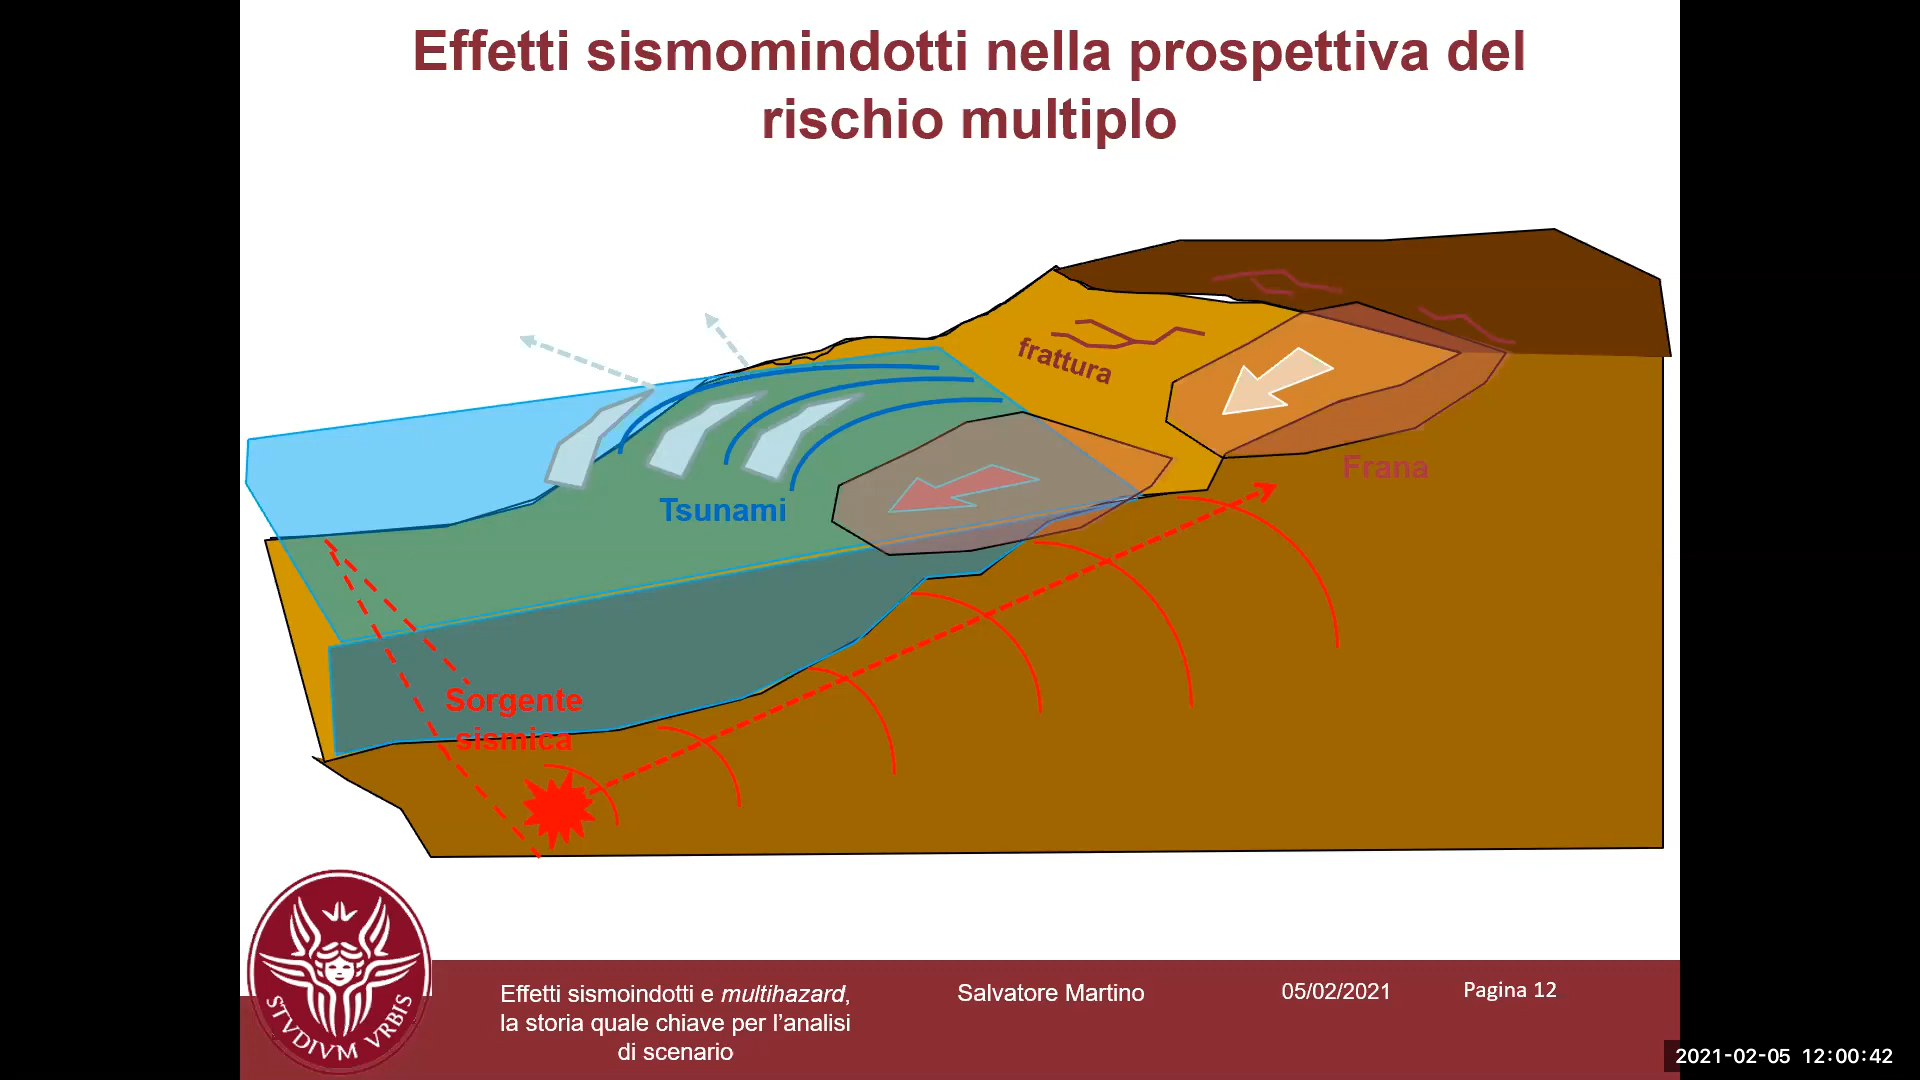 Effetti sismomindotti nella prospettiva del
rischio multiplo
frattura
Frana
Tsunami
Sorgente
sismica
STVDIVM VRBIS
Effetti sismoindotti e multihazard,
la storia quale chiave per l’analisi
di scenario
Salvatore Martino
05/02/2021
Pagina 12
2021-02-05 12:00:42